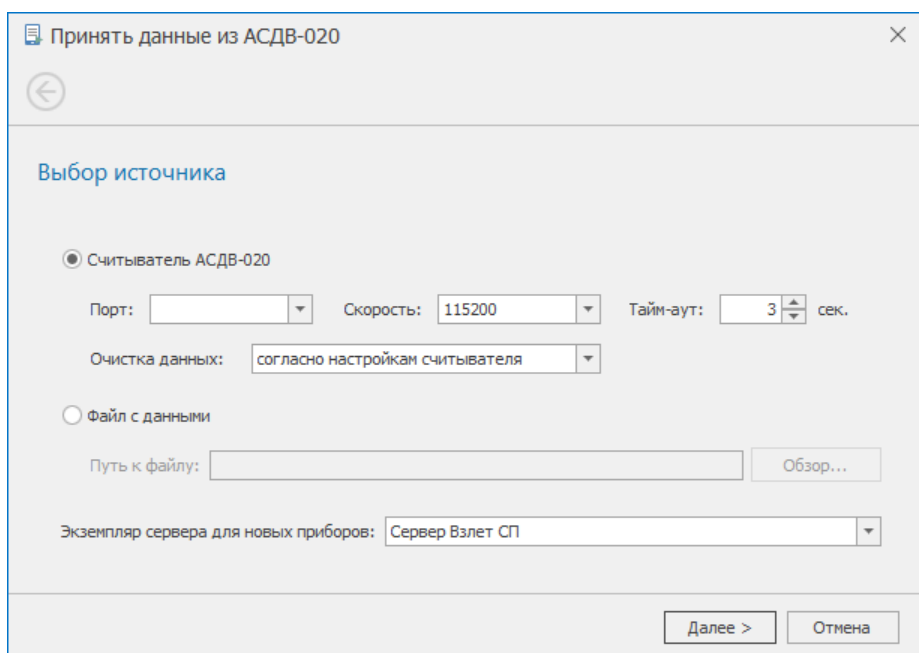 Принять данные из АСДВ-020
Выбор источника
Считыватель АСДВ-020
Порт: Скорость: 115200 Тайм-аут: 3 сек.
Очистка данных: согласно настройкам считывателя
Файл с данными
Путь к файлу: Обзор...
Экземпляр сервера для новых приборов: Сервер Взлет СП
Далее > Отмена